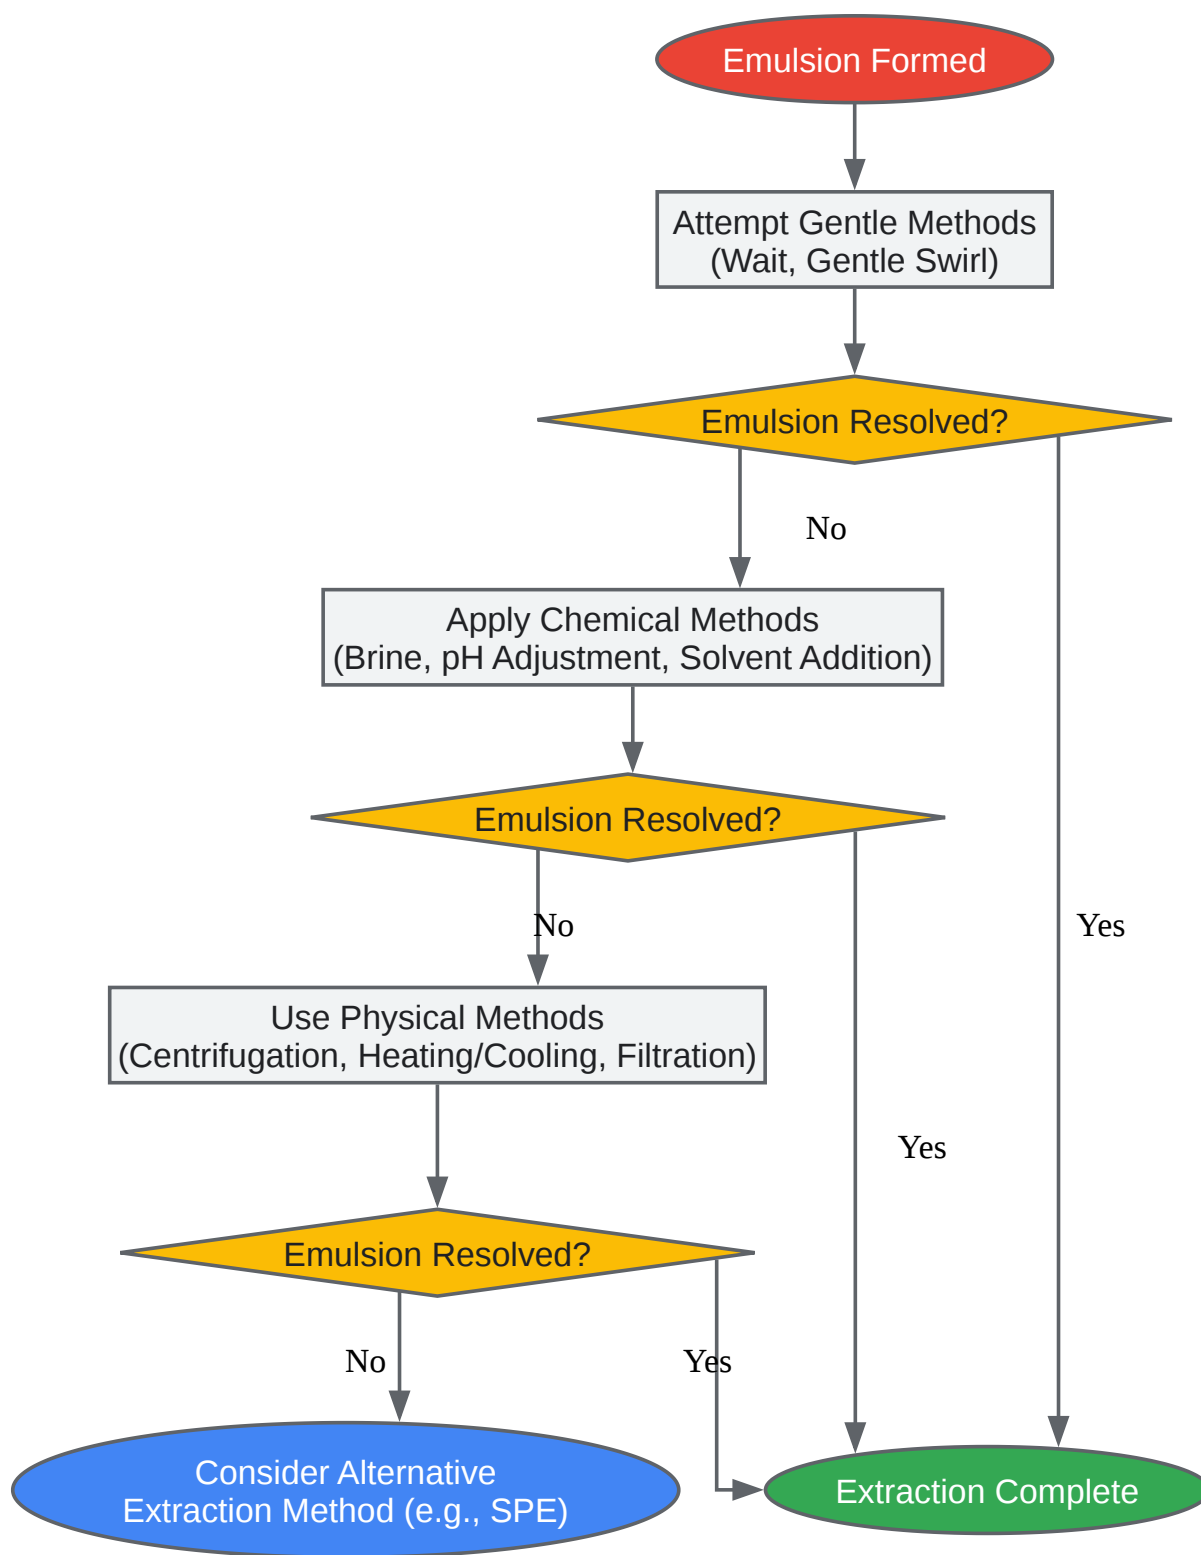 Emulsion Formed
Attempt Gentle Methods
(Wait, Gentle Swirl)
Emulsion Resolved?
No
Apply Chemical Methods
(Brine, pH Adjustment, Solvent Addition)
Emulsion Resolved?
No
Yes
Use Physical Methods
(Centrifugation, Heating/Cooling, Filtration)
Yes
Emulsion Resolved?
No
Yes
Consider Alternative
Extraction Method (e.g., SPE)
Extraction Complete